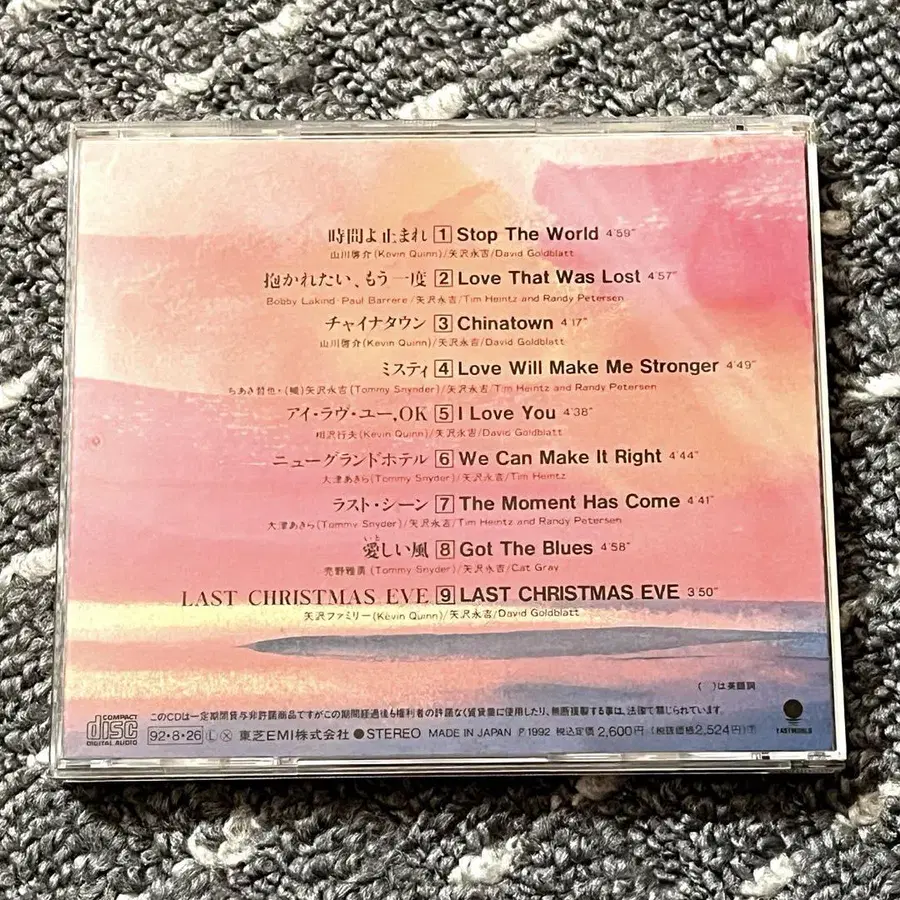 時間よ止まれ 1 Stop The World 4'59"
山川啓介(Kevin Quinn)/矢沢永吉/David Goldblatt
抱かれたい、もう一度 2 Love That Was Lost 4'57"
Bobby Lakind・Paul Barrere/矢沢永吉/Tim Heintz and Randy Petersen
チャイナタウン 3 Chinatown 4'17"
山川啓介(Kevin Quinn)/矢沢永吉/David Goldblatt
ミスティ 4 Love Will Make Me Stronger 4'49"
ちあき哲也・(補)矢沢永吉(Tommy Snynder)/矢沢永吉/Tim Heintz and Randy Petersen
アイ・ラヴ・ユー,OK 5 I Love You 4'38"
相沢行夫(Kevin Quinn)/矢沢永吉/David Goldblatt
ニューグランドホテル 6 We Can Make It Right 4'44"
大津あきら(Tommy Snyder)/矢沢永吉/Tim Heintz
ラスト・シーン 7 The Moment Has Come 4'41"
大津あきら(Tommy Snyder)/矢沢永吉/Tim Heintz and Randy Petersen
いと
愛しい風 8 Got The Blues 4'58"
売野雅勇(Tommy Snyder)/矢沢永吉/Cat Gray
LAST CHRISTMAS EVE 9 LAST CHRISTMAS EVE 3'50"
矢沢ファミリー(Kevin Quinn)/矢沢永吉/David Goldblatt
( )は英語詞
COMPACT
disc
DIGITAL AUDIO
このCDは一定期間貸与非許諾商品ですがこの期間経過後も権利者の許諾なく賃貸業に使用したり、無断複製する事は、法律で禁じられています。
92・8・26 Ⓛ Ⓧ 東芝EMI株式会社 ●STEREO MADE IN JAPAN ℗1992 税込定価2,600円(税抜価格2,524円)
EASTWORLD